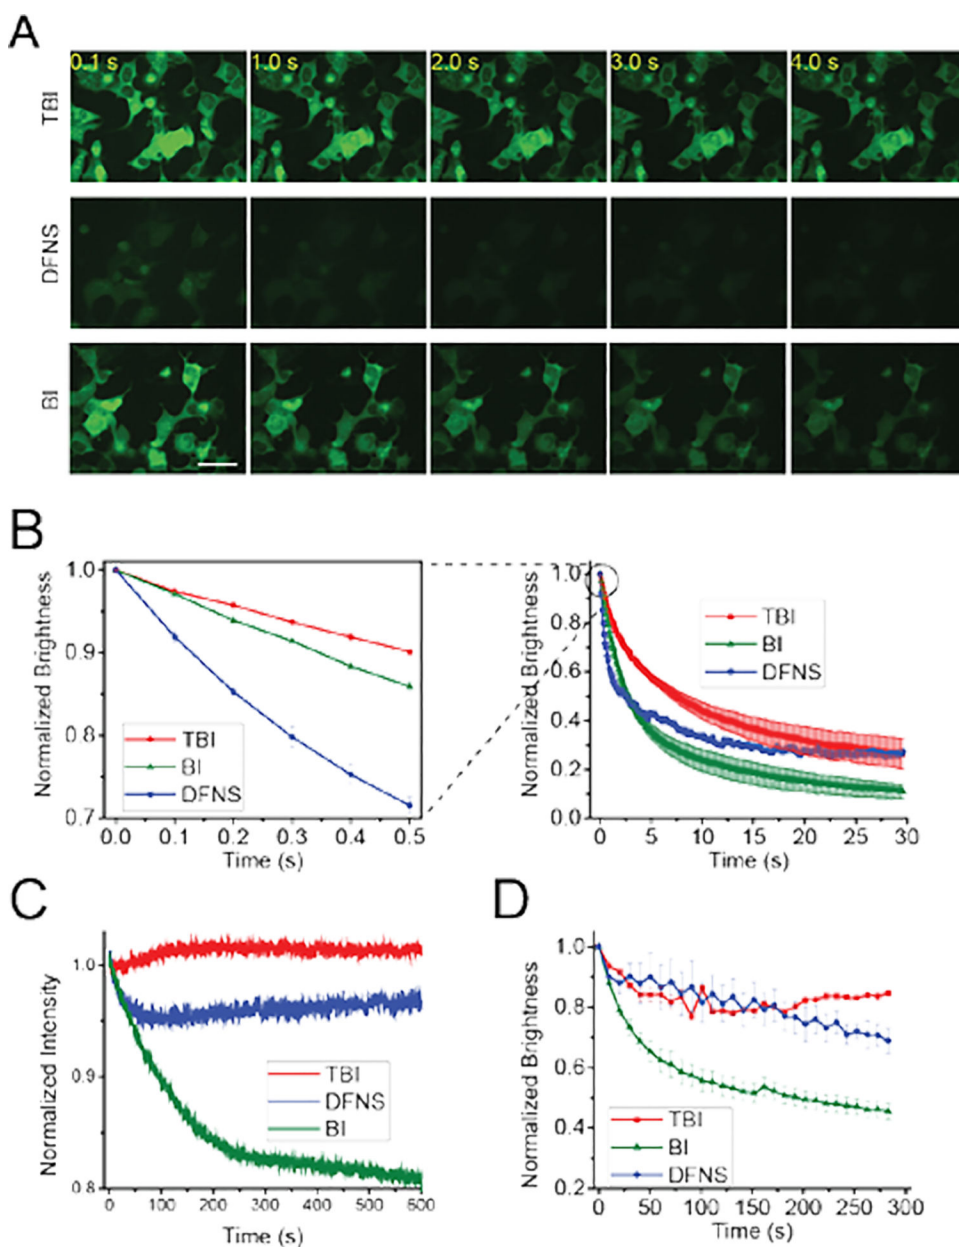 A
TBI
0.1 s
1.0 s
2.0 s
3.0 s
4.0 s
DFNS
BI
B
Normalized Brightness
1.0
0.9
0.8
0.7
TBI
BI
DFNS
0.0 0.1 0.2 0.3 0.4 0.5
Time (s)
Normalized Brightness
1.0
0.8
0.6
0.4
0.2
0.0
TBI
BI
DFNS
0 5 10 15 20 25 30
Time (s)
C
Normalized Intensity
1.0
0.9
0.8
TBI
DFNS
BI
0 100 200 300 400 500 600
Time (s)
D
Normalized Brightness
1.0
0.8
0.6
0.4
0.2
TBI
BI
DFNS
0 50 100 150 200 250 300
Time (s)